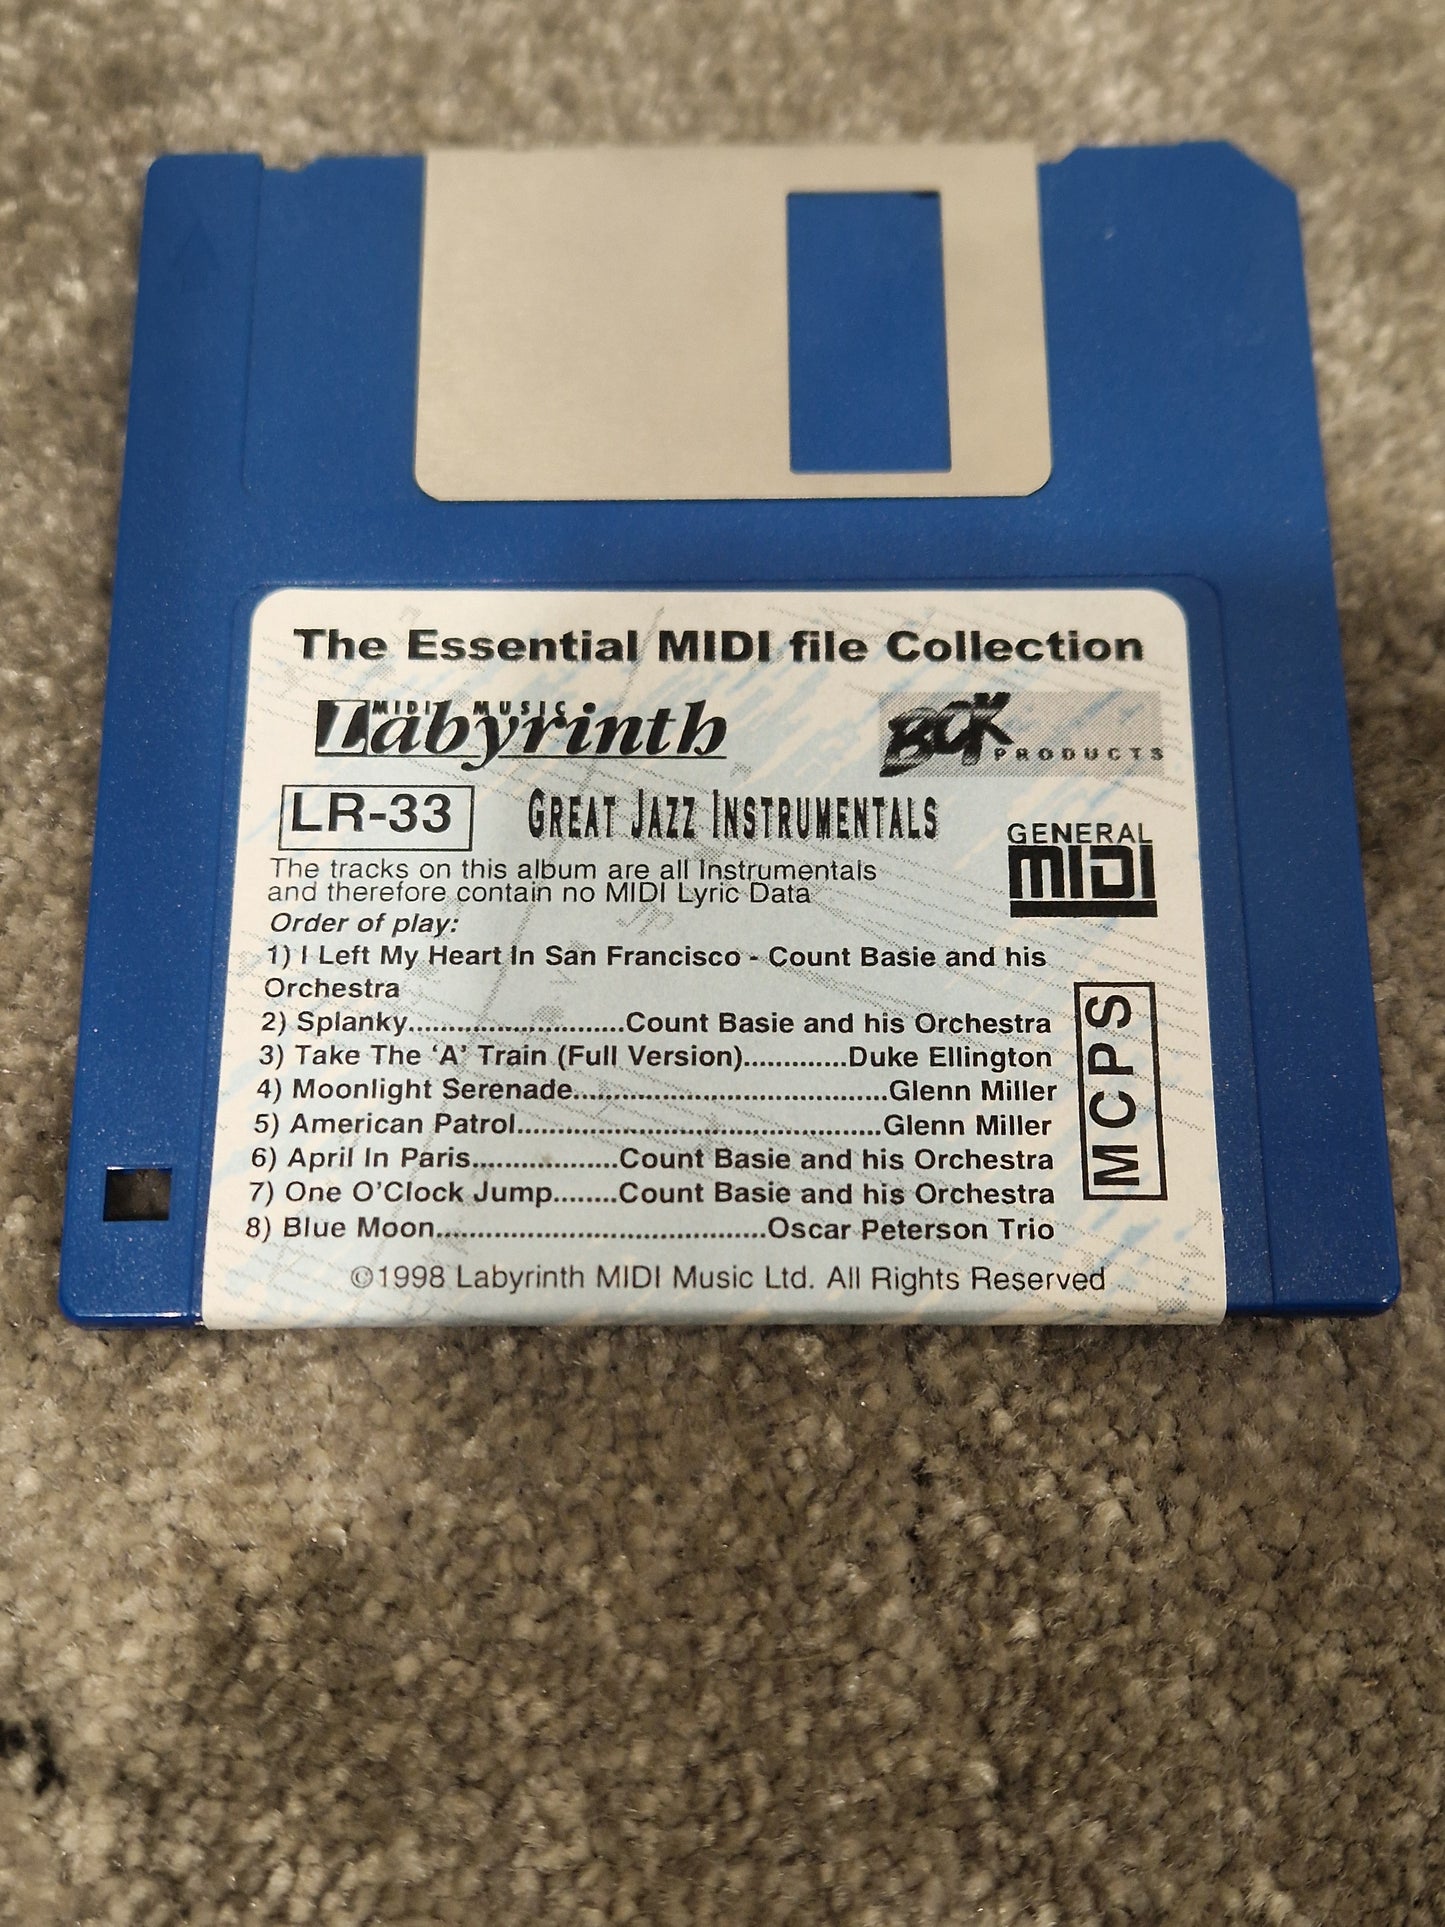 The Essential MIDI file Collection
MIDI MUSIC
Labyrinth
BCK PRODUCTS
LR-33
GREAT JAZZ INSTRUMENTALS
GENERAL
MIDI
The tracks on this album are all Instrumentals
and therefore contain no MIDI Lyric Data
Order of play:
1) I Left My Heart In San Francisco - Count Basie and his
Orchestra
2) Splanky...........................Count Basie and his Orchestra
3) Take The ‘A’ Train (Full Version).............Duke Ellington
4) Moonlight Serenade.......................................Glenn Miller
5) American Patrol.............................................Glenn Miller
6) April In Paris..................Count Basie and his Orchestra
7) One O'Clock Jump........Count Basie and his Orchestra
8) Blue Moon.........................................Oscar Peterson Trio
MCPS
©1998 Labyrinth MIDI Music Ltd. All Rights Reserved